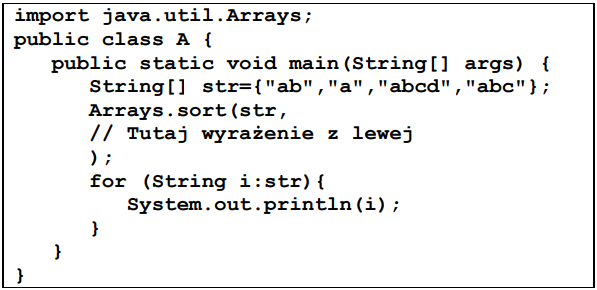 import java.util.Arrays;
public class A {
public static void main(String[] args) {
String[] str={"ab","a","abcd","abc"};
Arrays.sort(str,
// Tutaj wyrażenie z lewej
);
for (String i:str){
System.out.println(i);
}
}
}